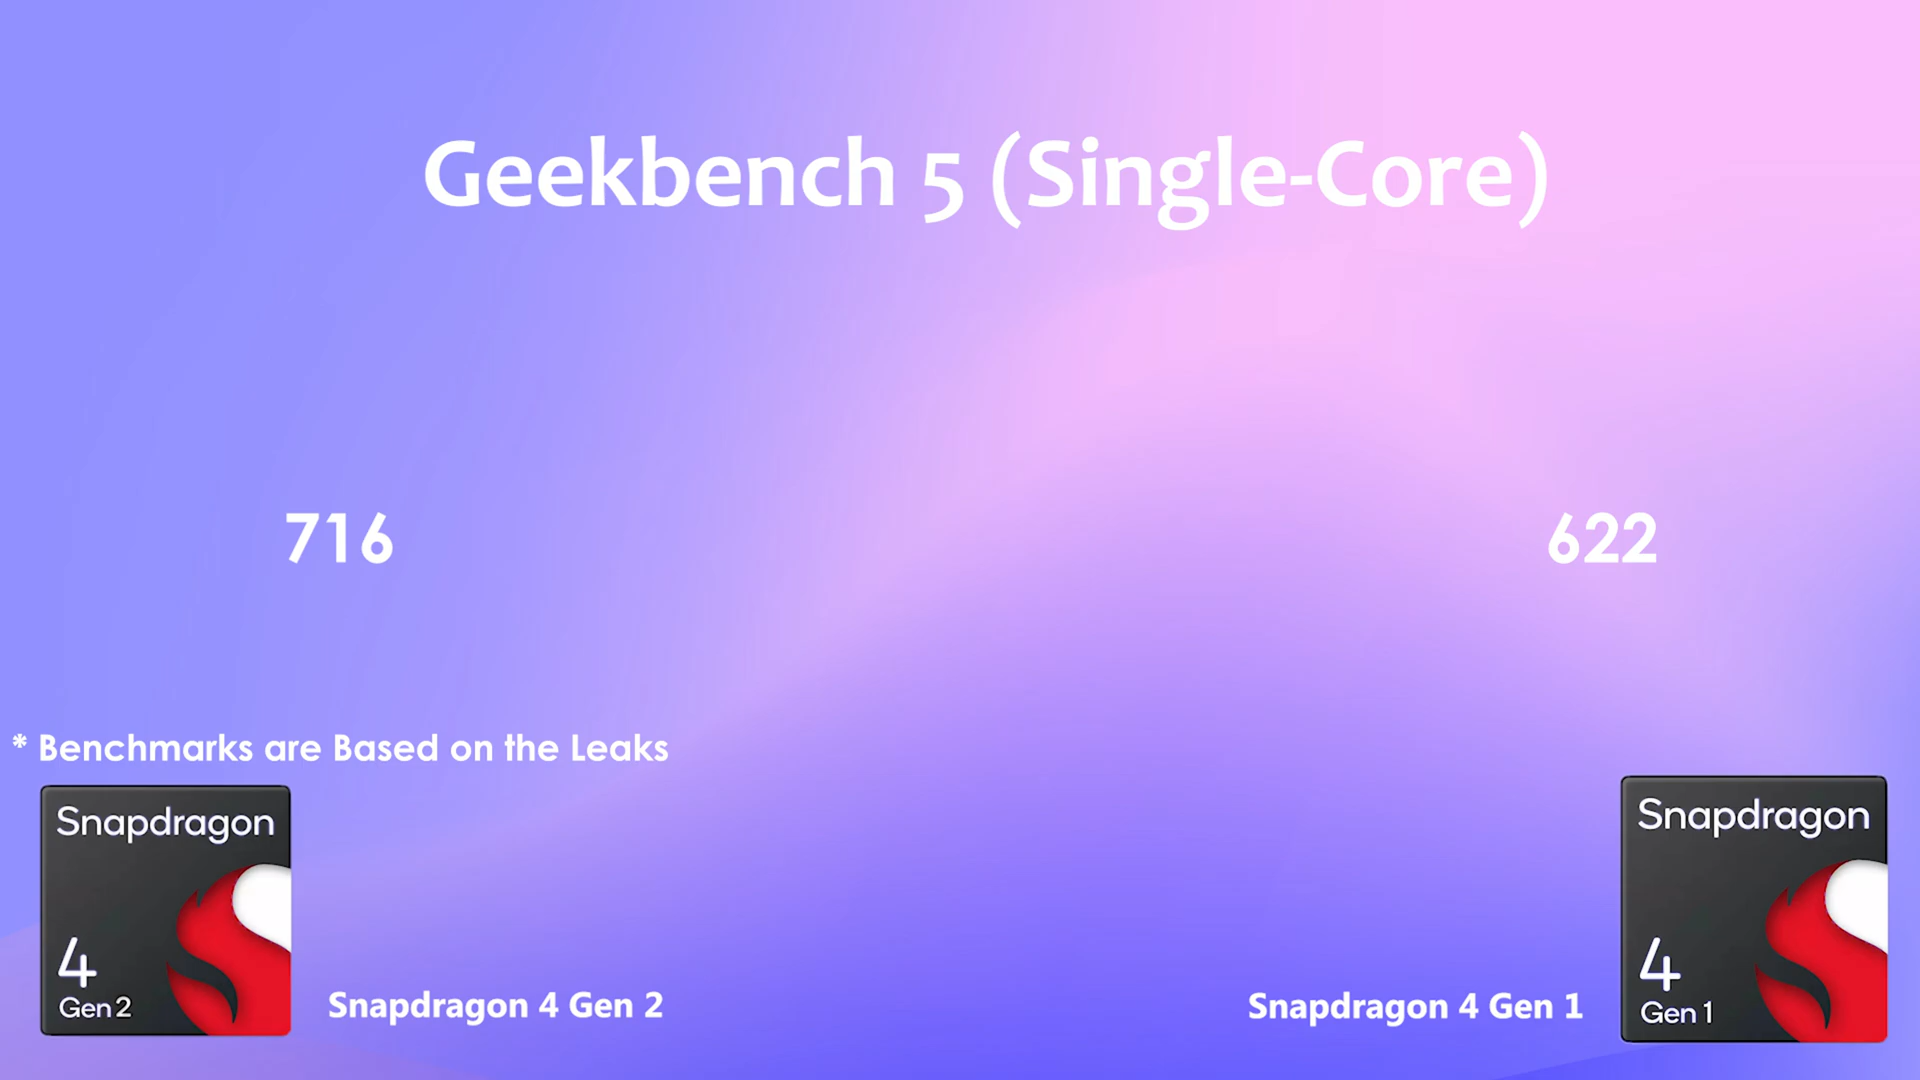 Geekbench 5 (Single-Core)
716
622
* Benchmarks are Based on the Leaks
Snapdragon
4
Gen 2
Snapdragon 4 Gen 2
Snapdragon 4 Gen 1
Snapdragon
4
Gen 1